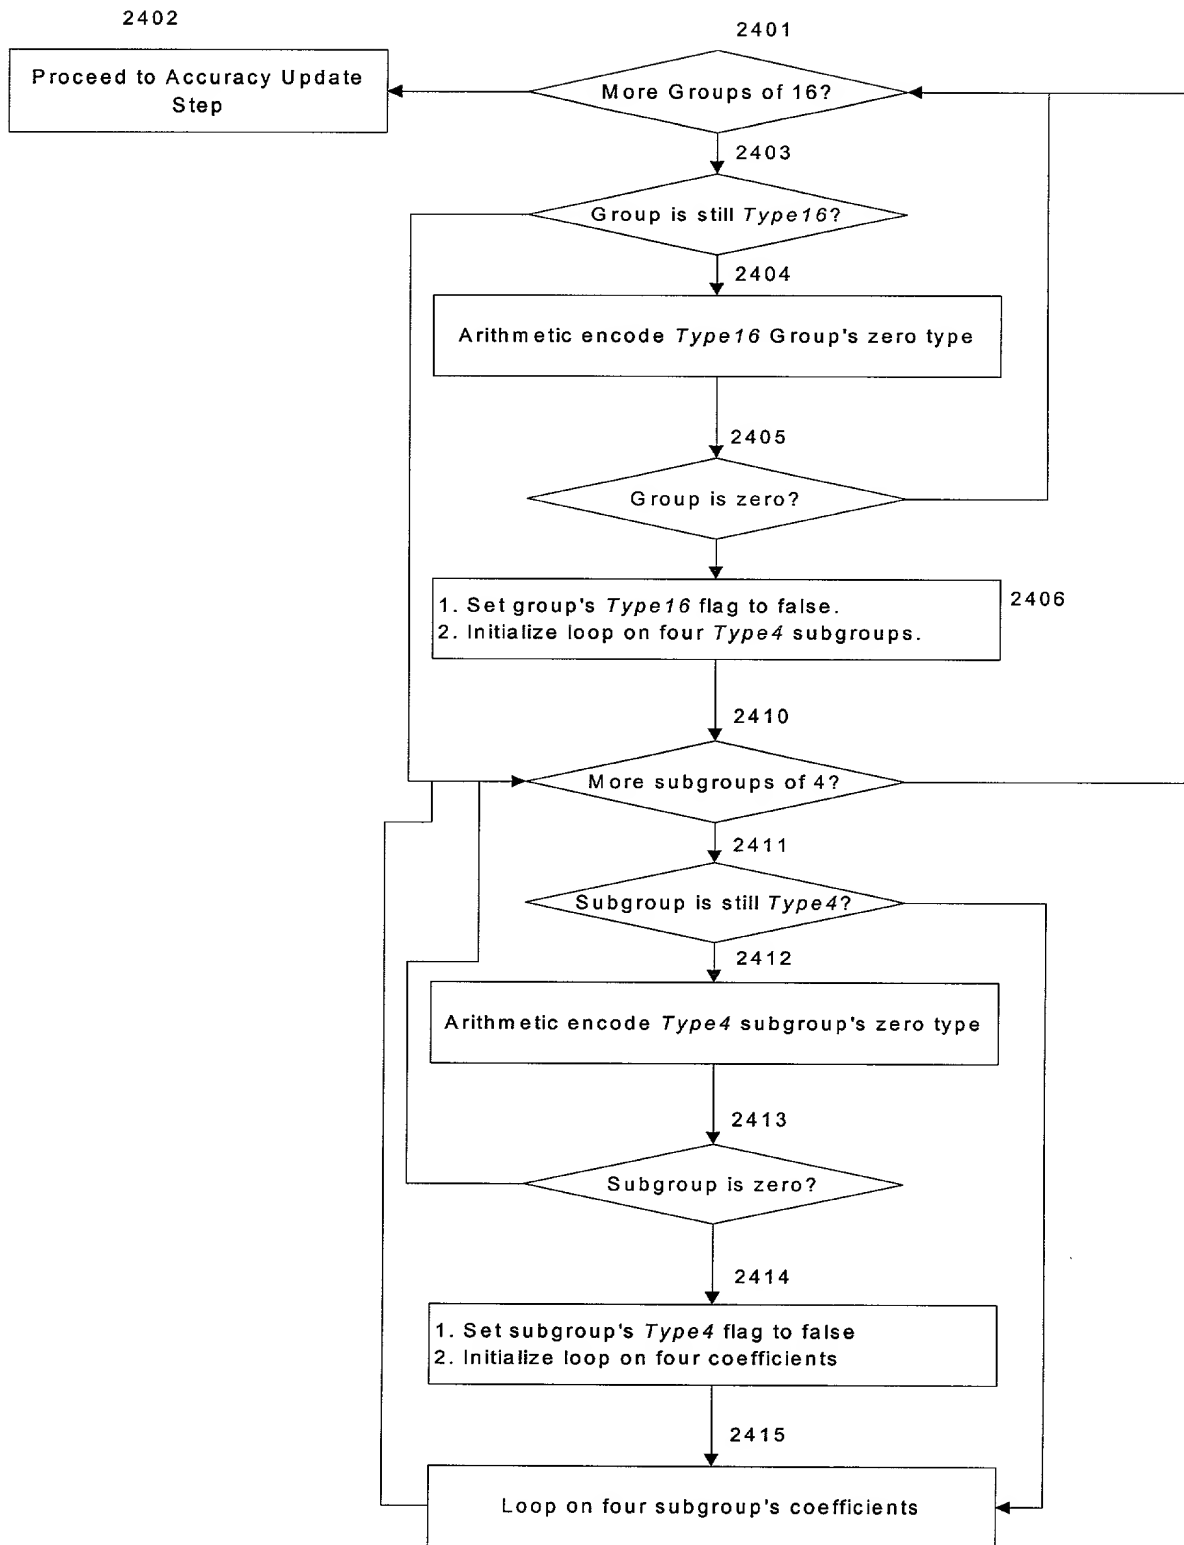 2402
2401
Proceed to Accuracy Update
Step
More Groups of 16?
2403
Group is still Type16?
2404
Arithmetic encode Type16 Group's zero type
2405
Group is zero?
1. Set group's Type16 flag to false.
2. Initialize loop on four Type4 subgroups.
2406
2410
More subgroups of 4?
2411
Subgroup is still Type4?
2412
Arithmetic encode Type4 subgroup's zero type
2413
Subgroup is zero?
2414
1. Set subgroup's Type4 flag to false
2. Initialize loop on four coefficients
2415
Loop on four subgroup's coefficients